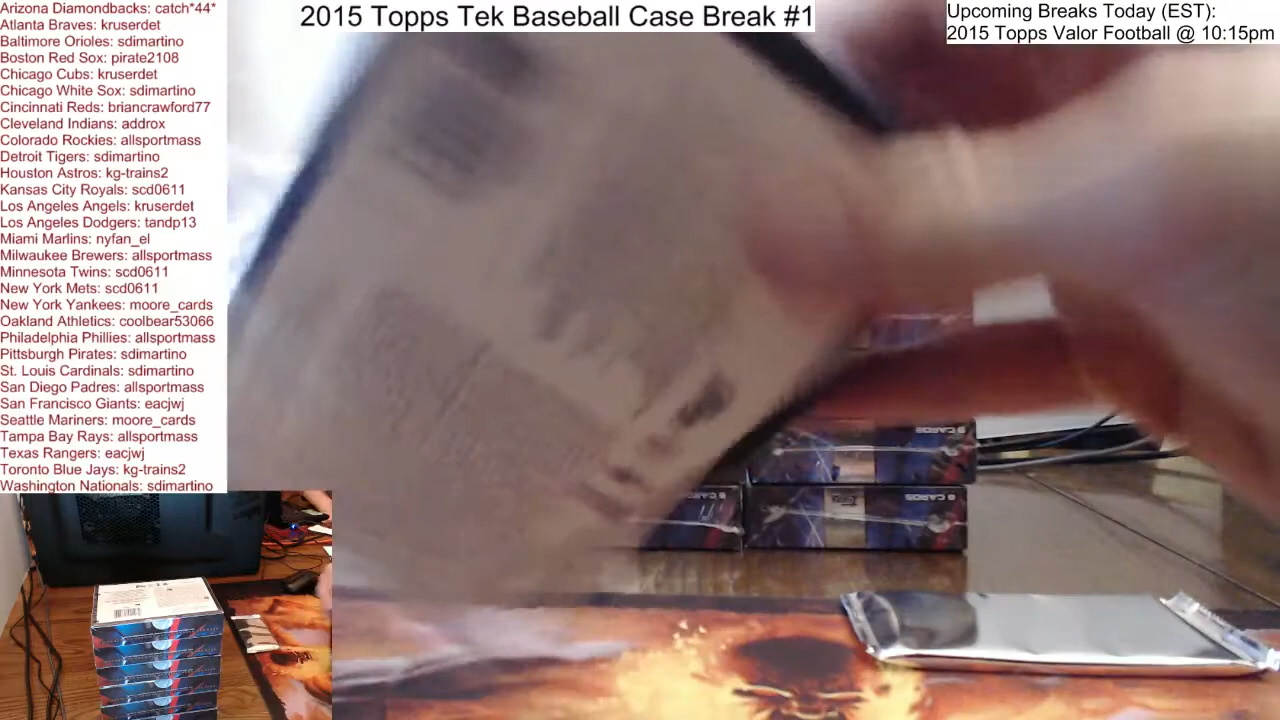 Arizona Diamondbacks: catch*44*
Atlanta Braves: kruserdet
Baltimore Orioles: sdimartino
Boston Red Sox: pirate2108
Chicago Cubs: kruserdet
Chicago White Sox: sdimartino
Cincinnati Reds: briancrawford77
Cleveland Indians: addrox
Colorado Rockies: allsportmass
Detroit Tigers: sdimartino
Houston Astros: kg-trains2
Kansas City Royals: scd0611
Los Angeles Angels: kruserdet
Los Angeles Dodgers: tandp13
Miami Marlins: nyfan_el
Milwaukee Brewers: allsportmass
Minnesota Twins: scd0611
New York Mets: scd0611
New York Yankees: moore_cards
Oakland Athletics: coolbear53066
Philadelphia Phillies: allsportmass
Pittsburgh Pirates: sdimartino
St. Louis Cardinals: sdimartino
San Diego Padres: allsportmass
San Francisco Giants: eacjwj
Seattle Mariners: moore_cards
Tampa Bay Rays: allsportmass
Texas Rangers: eacjwj
Toronto Blue Jays: kg-trains2
Washington Nationals: sdimartino
2015 Topps Tek Baseball Case Break #1
Upcoming Breaks Today (EST):
2015 Topps Valor Football @ 10:15pm
8 CARDS
8 CARDS
8 CARDS